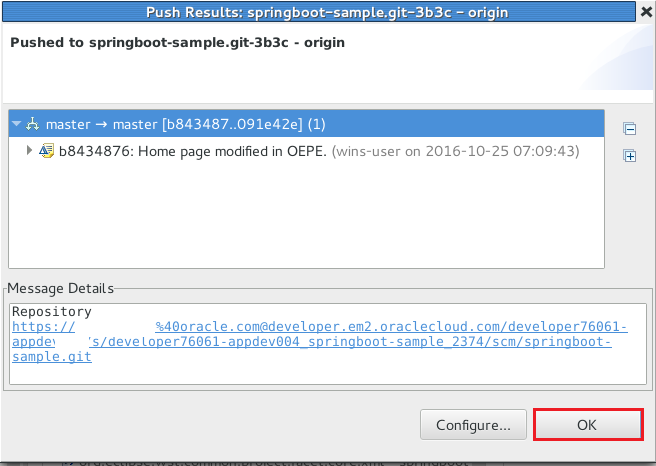 Push Results: springboot-sample.git-3b3c - origin
Pushed to springboot-sample.git-3b3c - origin
master → master [b843487..091e42e] (1)
b8434876: Home page modified in OEPE. (wins-user on 2016-10-25 07:09:43)
Message Details
Repository
https:// %40oracle.com@developer.em2.oraclecloud.com/developer76061-
appdev 's/developer76061-appdev004_springboot-sample_2374/scm/springboot-
sample.git
Configure...
OK